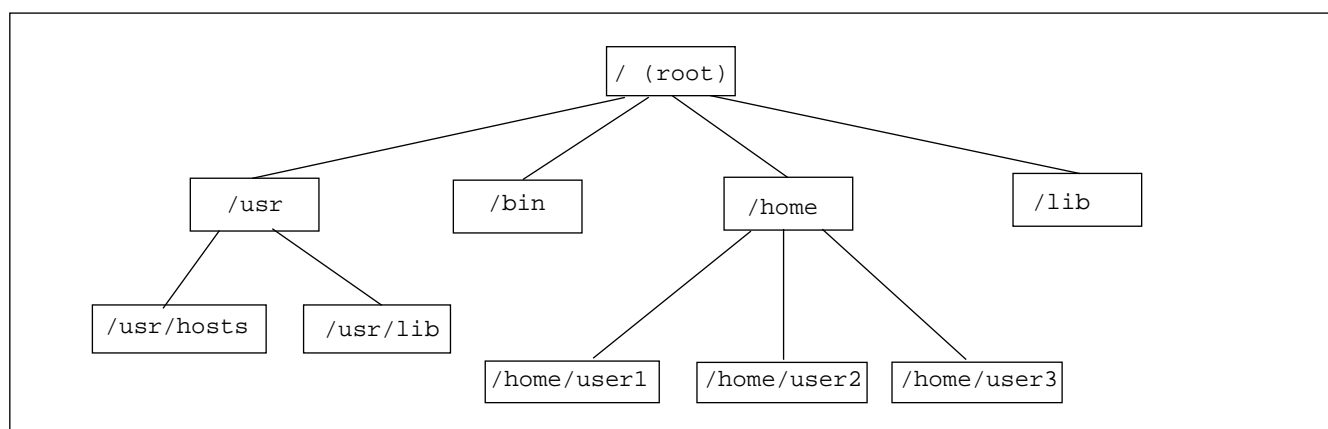 / (root)
/usr
/bin
/home
/lib
/usr/hosts
/usr/lib
/home/user1
/home/user2
/home/user3